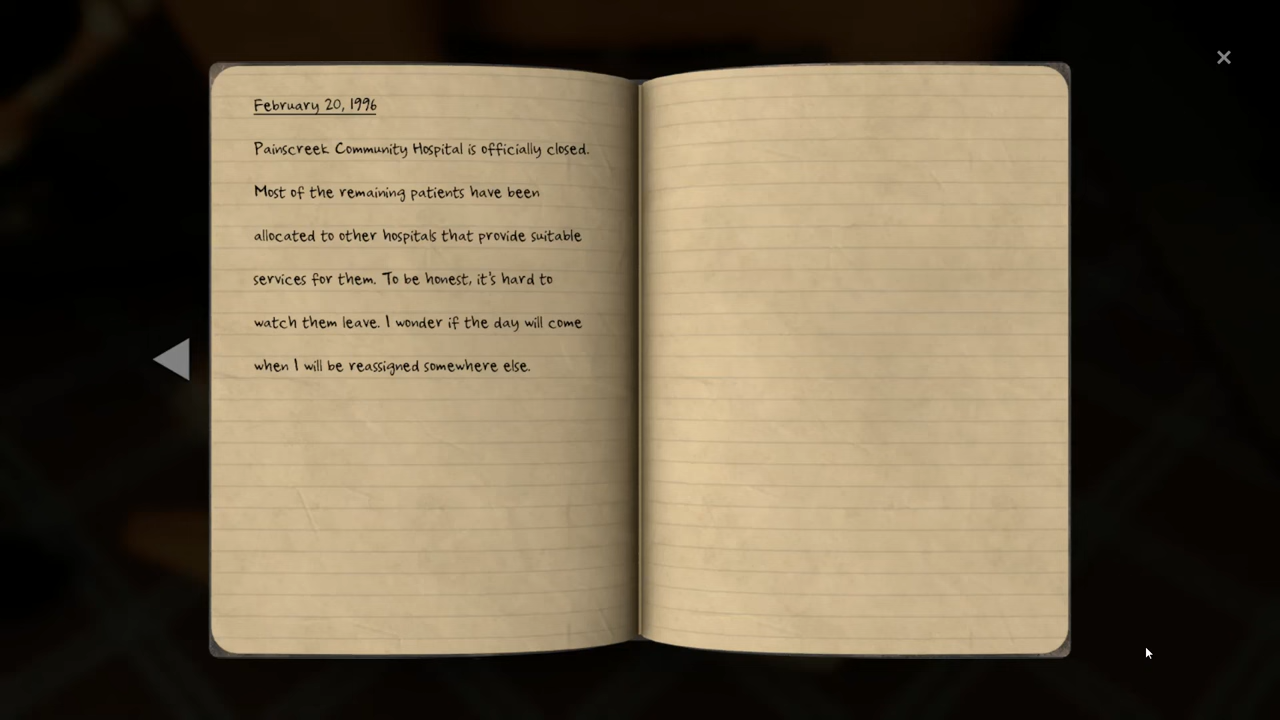 February 20, 1996
Painscreek Community Hospital is officially closed.
Most of the remaining patients have been
allocated to other hospitals that provide suitable
services for them. To be honest, it's hard to
watch them leave. I wonder if the day will come
when I will be reassigned somewhere else.